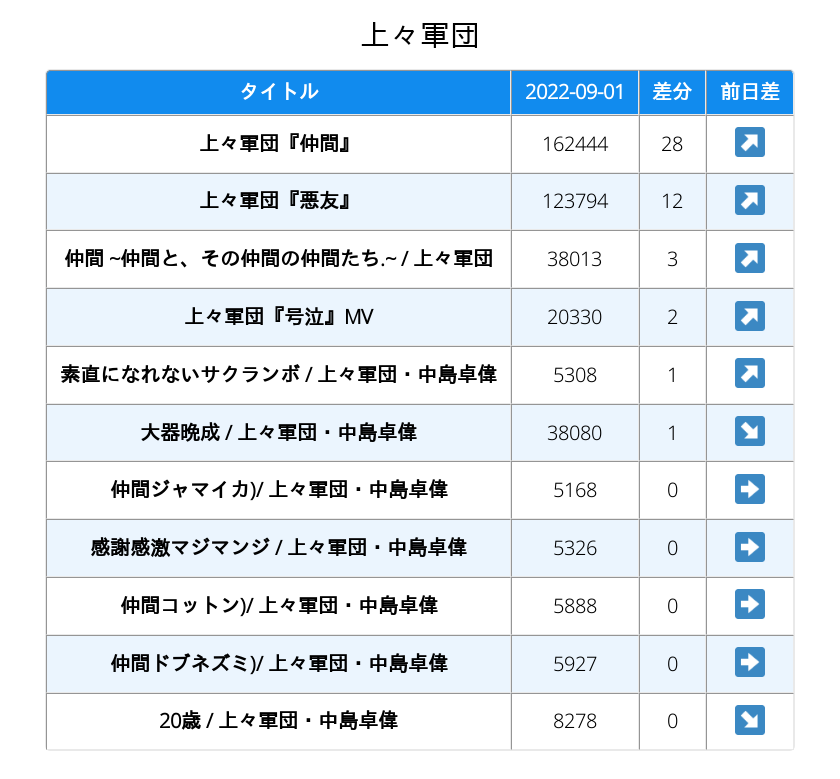 上々軍団
タイトル 2022-09-01 差分 前日差
上々軍団『仲間』 162444 28 ↗
上々軍団『悪友』 123794 12 ↗
仲間 ~仲間と、その仲間の仲間たち.~ / 上々軍団 38013 3 ↗
上々軍団『号泣』MV 20330 2 ↗
素直になれないサクランボ / 上々軍団・中島卓偉 5308 1 ↗
大器晩成 / 上々軍団・中島卓偉 38080 1 ↘
仲間ジャマイカ)/ 上々軍団・中島卓偉 5168 0 →
感謝感激マジマンジ / 上々軍団・中島卓偉 5326 0 →
仲間コットン)/ 上々軍団・中島卓偉 5888 0 →
仲間ドブネズミ)/ 上々軍団・中島卓偉 5927 0 →
20歳 / 上々軍団・中島卓偉 8278 0 ↘